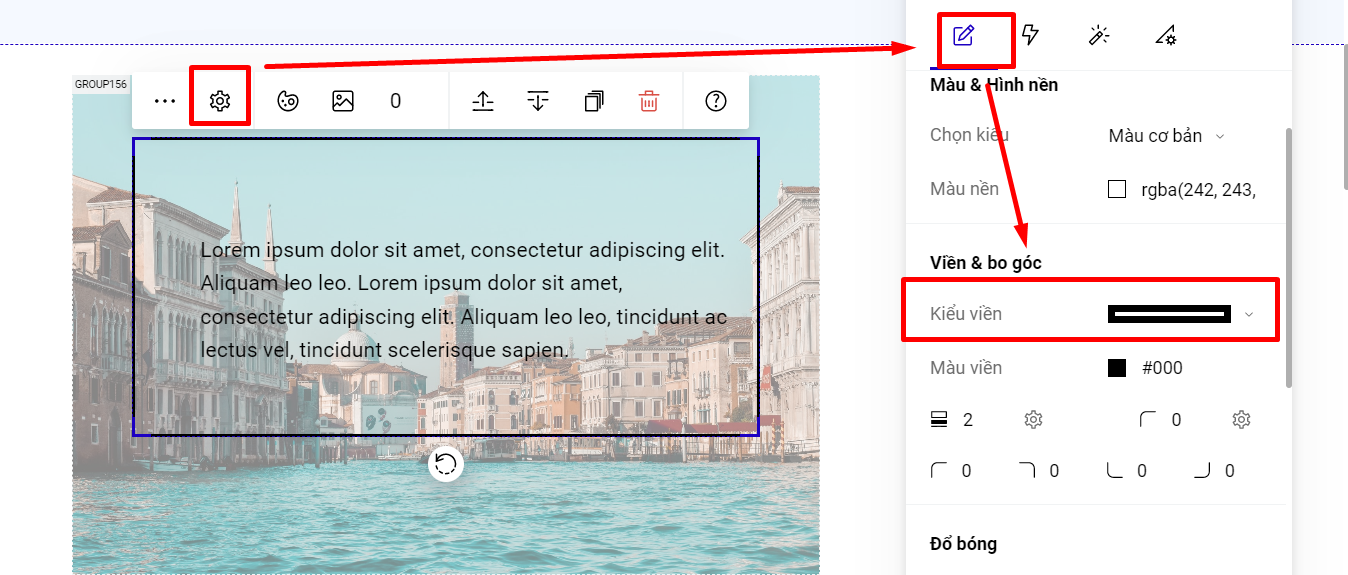 GROUP156
0
Lorem ipsum dolor sit amet, consectetur adipiscing elit.
Aliquam leo leo. Lorem ipsum dolor sit amet,
consectetur adipiscing elit. Aliquam leo leo, tincidunt ac
lectus vel, tincidunt scelerisque sapien.
Màu & Hình nền
Chọn kiểu Màu cơ bản
Màu nền rgba(242, 243,
Viền & bo góc
Kiểu viền
Màu viền #000
2 0
0 0 0 0
Đổ bóng